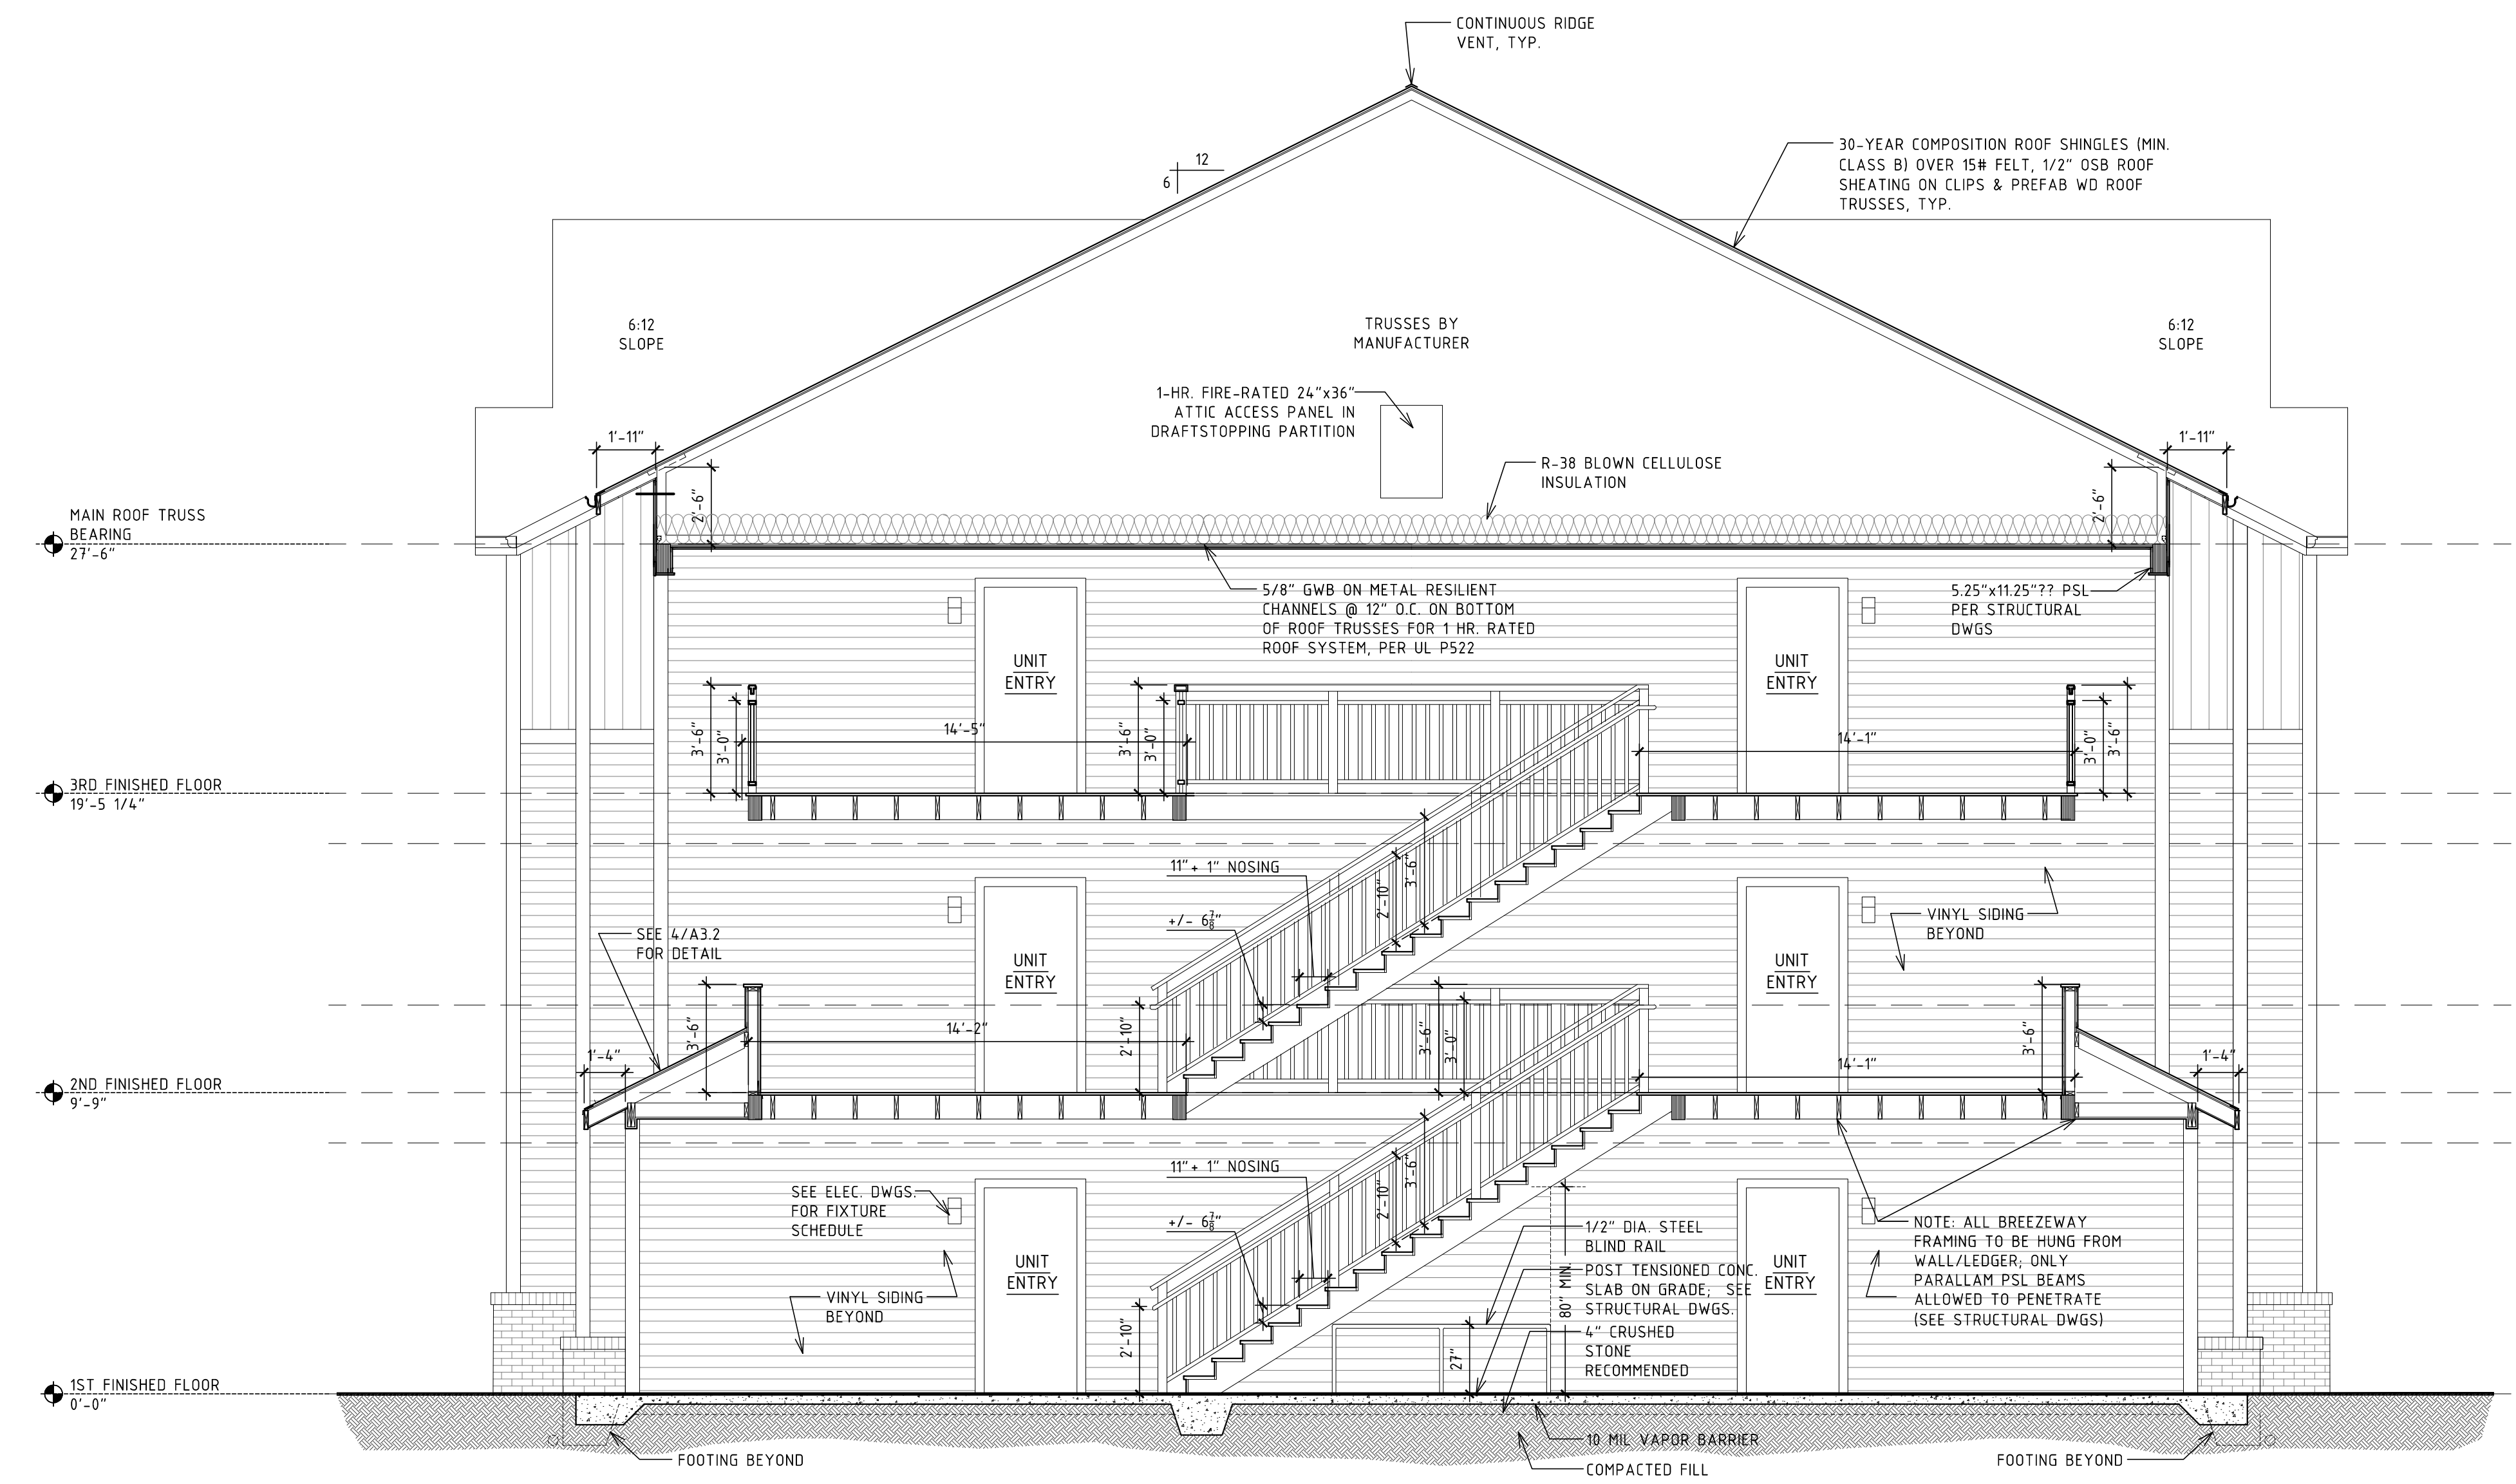 CONTINUOUS RIDGE
VENT, TYP.
12
6
30-YEAR COMPOSITION ROOF SHINGLES (MIN.
CLASS B) OVER 15# FELT, 1/2" OSB ROOF
SHEATING ON CLIPS & PREFAB WD ROOF
TRUSSES, TYP.
6:12
SLOPE
TRUSSES BY
MANUFACTURER
6:12
SLOPE
1-HR. FIRE-RATED 24"x36"
ATTIC ACCESS PANEL IN
DRAFTSTOPPING PARTITION
1'-11"
1'-11"
R-38 BLOWN CELLULOSE
INSULATION
2'-6"
2'-6"
MAIN ROOF TRUSS
BEARING
27'-6"
5/8" GWB ON METAL RESILIENT
CHANNELS @ 12" O.C. ON BOTTOM
OF ROOF TRUSSES FOR 1 HR. RATED
ROOF SYSTEM, PER UL P522
5.25"x11.25"?? PSL
PER STRUCTURAL
DWGS
UNIT
ENTRY
UNIT
ENTRY
3'-6"
3'-0"
14'-5"
3'-6"
3'-0"
14'-1"
3'-0"
3'-6"
3RD FINISHED FLOOR
19'-5 1/4"
11"+ 1" NOSING
2'-10"
3'-6"
+/- 6 7/8"
VINYL SIDING
BEYOND
SEE 4/A3.2
FOR DETAIL
UNIT
ENTRY
UNIT
ENTRY
3'-6"
14'-2"
2'-10"
3'-6"
3'-0"
3'-6"
14'-1"
1'-4"
1'-4"
2ND FINISHED FLOOR
9'-9"
11"+ 1" NOSING
2'-10"
3'-6"
+/- 6 7/8"
SEE ELEC. DWGS.
FOR FIXTURE
SCHEDULE
1/2" DIA. STEEL
BLIND RAIL
NOTE: ALL BREEZEWAY
FRAMING TO BE HUNG FROM
WALL/LEDGER; ONLY
PARALLAM PSL BEAMS
ALLOWED TO PENETRATE
(SEE STRUCTURAL DWGS)
UNIT
ENTRY
UNIT
ENTRY
POST TENSIONED CONC.
SLAB ON GRADE; SEE
STRUCTURAL DWGS.
80" MIN.
VINYL SIDING
BEYOND
2'-10"
27"
4" CRUSHED
STONE
RECOMMENDED
1ST FINISHED FLOOR
0'-0"
10 MIL VAPOR BARRIER
FOOTING BEYOND
FOOTING BEYOND
COMPACTED FILL